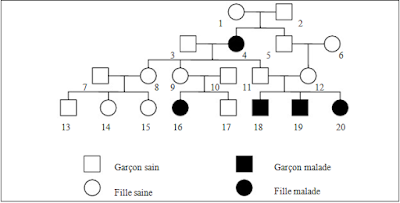 1 2
3 4 5 6
7 8 9 10 11 12
13 14 15 16 17 18 19 20
Garçon sain Garçon malade
Fille saine Fille malade